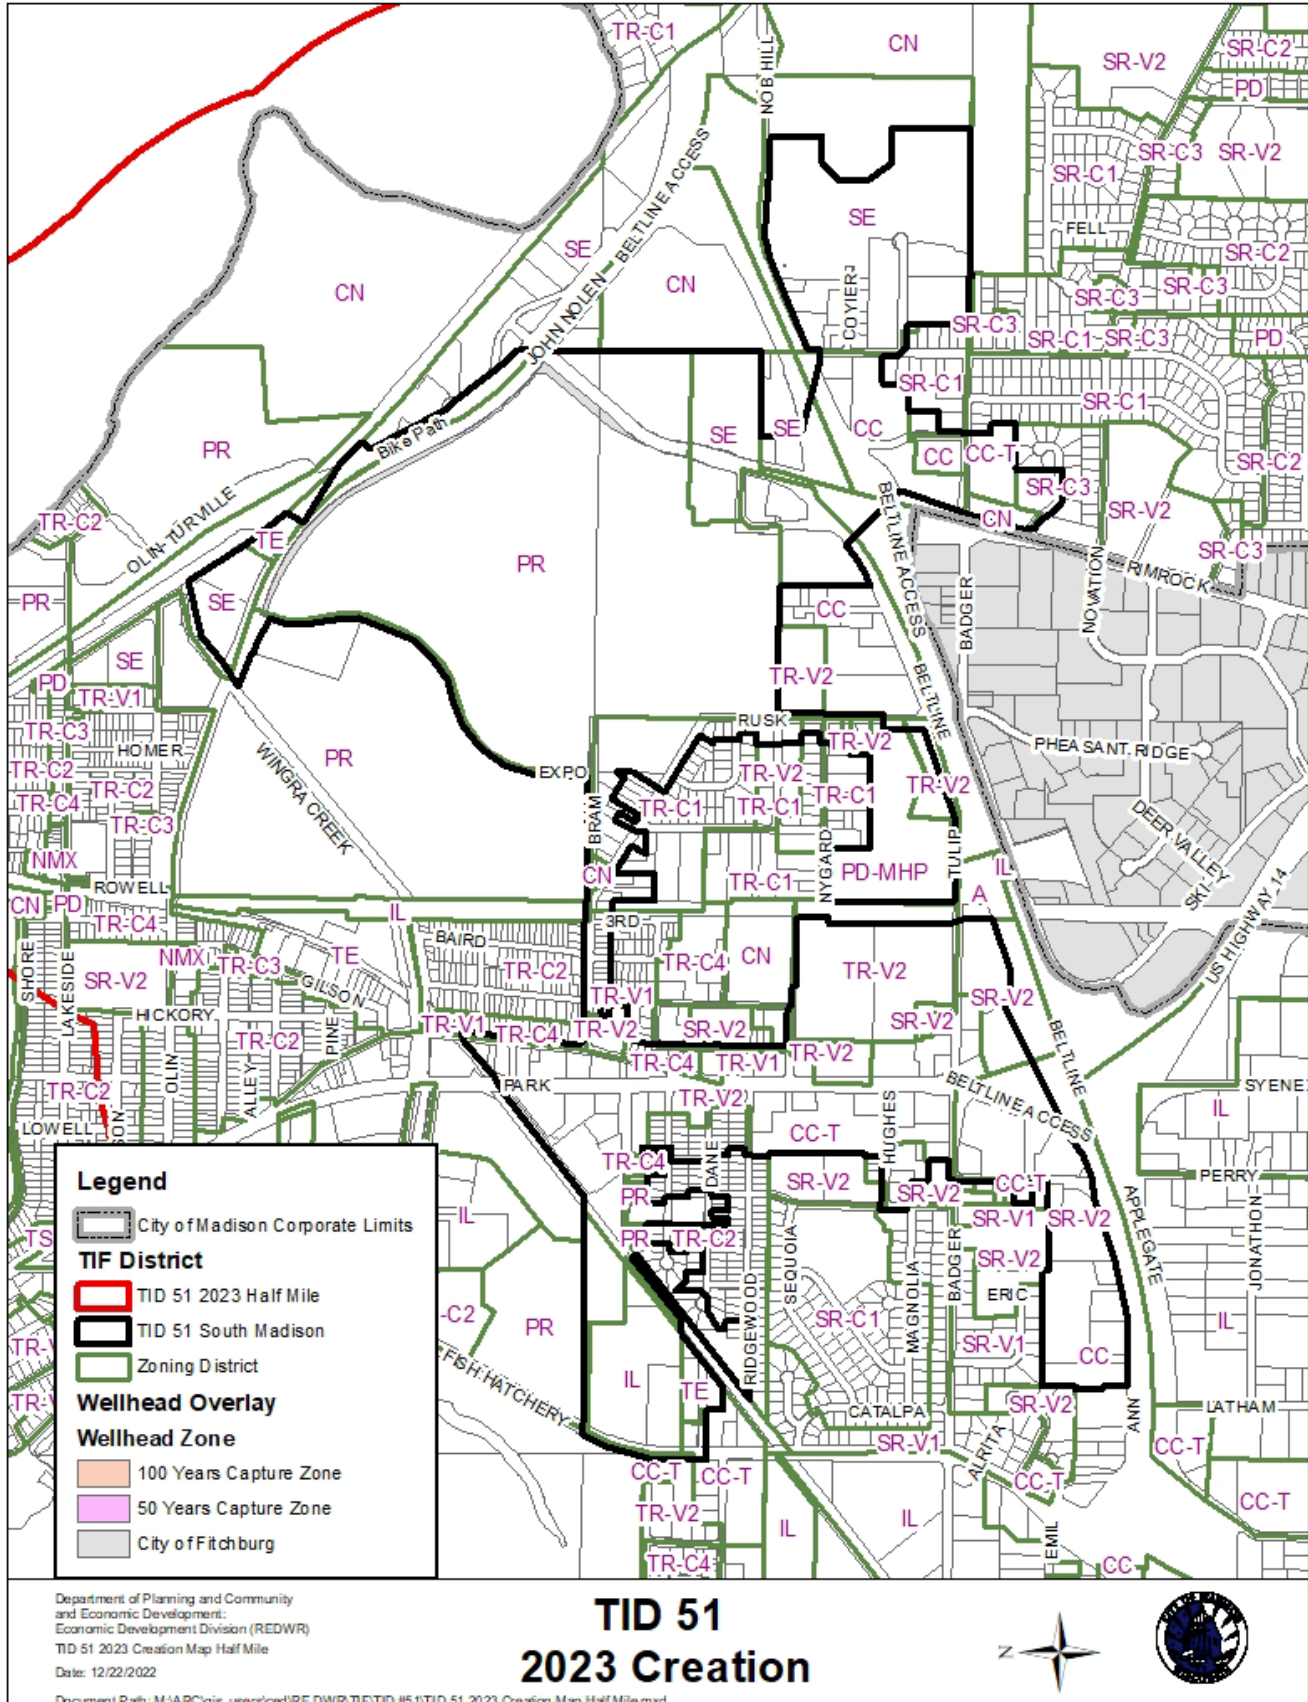 TR-C1
CN
SR-V2
SR-C2
PD
NOB HILL
BELTLINE ACCESS
SR-C3
SR-V2
SR-C1
SE
FELL
SE
SR-C2
CN
CN
SR-C3
SR-C3
COYIER
JOHN NOLEN
SR-C3
SR-C1
SR-C3
PD
SR-C1
SR-C1
PR
Bike Path
SE
SE
CC
CC
CC-T
SR-C2
SR-C3
TR-C2
OLIN-TURVILLE
TE
BELTLINE ACCESS
CN
SR-V2
SR-C3
PR
RIMROCK
PR
SE
CC
BADGER
NOVATION
SE
PD
TR-V1
TR-V2
BELTLINE
TR-C3
HOMER
WINGRA CREEK
PR
RUSK
TR-V2
PHEASANT RIDGE
TR-C2
TR-C2
EXPO
TR-V2
TR-V2
TR-C4
TR-C3
BRAM
TR-C1
TR-C1
TR-C1
DEER VALLEY
NMX
NYGARD
PD-MHP
TULIP
IL
SKI
US HIGHWAY 14
ROWELL
CN
TR-C1
A
CN
PD
TR-C4
IL
3RD
SHORE
LAKESIDE
NMX
TR-C3
TE
BAIRD
TR-C2
TR-C4
CN
TR-V2
SR-V2
GILSON
TR-V1
SR-V2
HICKORY
TR-V1
TR-C4
TR-V2
SR-V2
SR-V2
OLIN
TR-C2
PINE
TR-C4
TR-V1
TR-V2
BELTLINE
TR-C2
ALLEY
PARK
TR-V2
BELTLINE ACCESS
SYENE
LOWELL
SON
CC-T
HUGHES
IL
TR-C4
DANE
PERRY
PR
SR-V2
SR-V2
CC-T
IL
SR-V1
SR-V2
APPLEGATE
JONATHON
TS
PR
TR-C2
SEQUOIA
MAGNOLIA
BADGER
SR-V2
ERIC
-C2
PR
RIDGEWOOD
SR-C1
SR-V1
CC
IL
TR-V
FISH HATCHERY
IL
TE
TR-V
CATALPA
SR-V2
ANN
LATHAM
SR-V1
ALRITA
CC-T
CC-T
CC-T
CC-T
CC-T
TR-V2
IL
IL
EMIL
TR-C4
CC
Legend
City of Madison Corporate Limits
TIF District
TID 51 2023 Half Mile
TID 51 South Madison
Zoning District
Wellhead Overlay
Wellhead Zone
100 Years Capture Zone
50 Years Capture Zone
City of Fitchburg
Department of Planning and Community
and Economic Development:
Economic Development Division (REDWR)
TID 51 2023 Creation Map Half Mile
Date: 12/22/2022
TID 51
2023 Creation
N